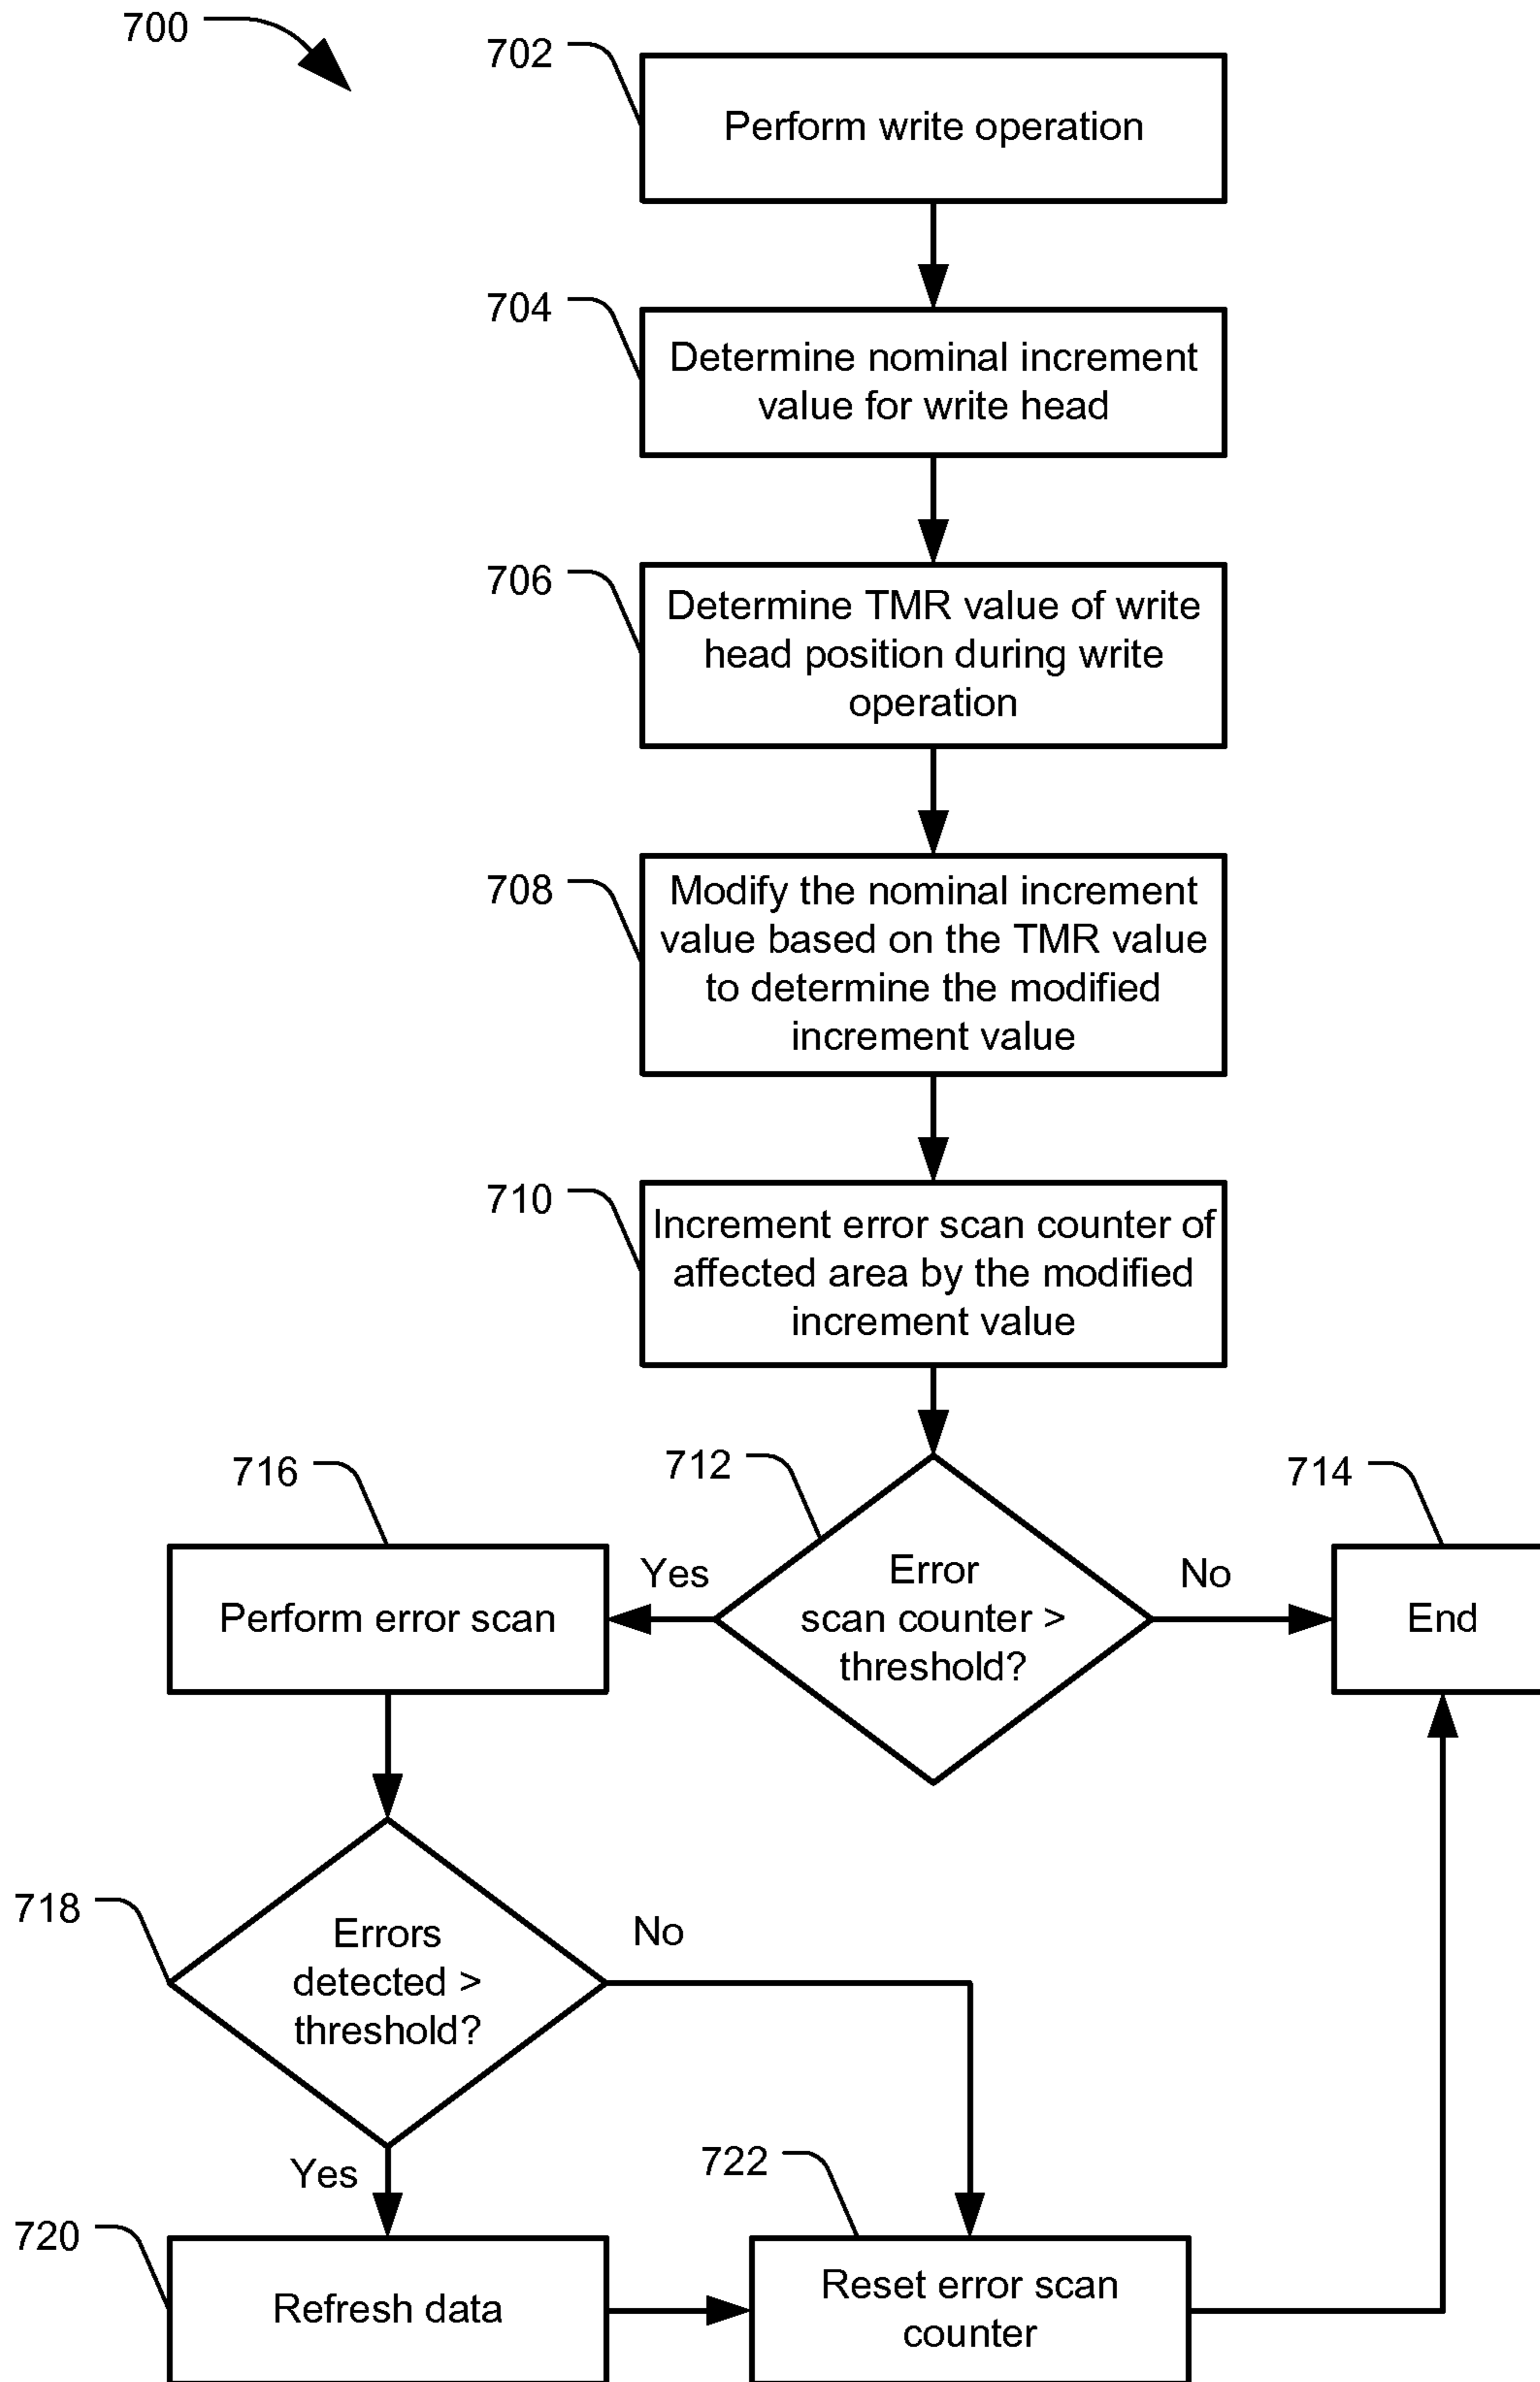 700
702
Perform write operation
704
Determine nominal increment
value for write head
706
Determine TMR value of write
head position during write
operation
708
Modify the nominal increment
value based on the TMR value
to determine the modified
increment value
710
Increment error scan counter of
affected area by the modified
increment value
716
712
714
Perform error scan
Yes
Error
scan counter >
threshold?
No
End
718
Errors
detected >
threshold?
No
Yes
722
720
Refresh data
Reset error scan
counter